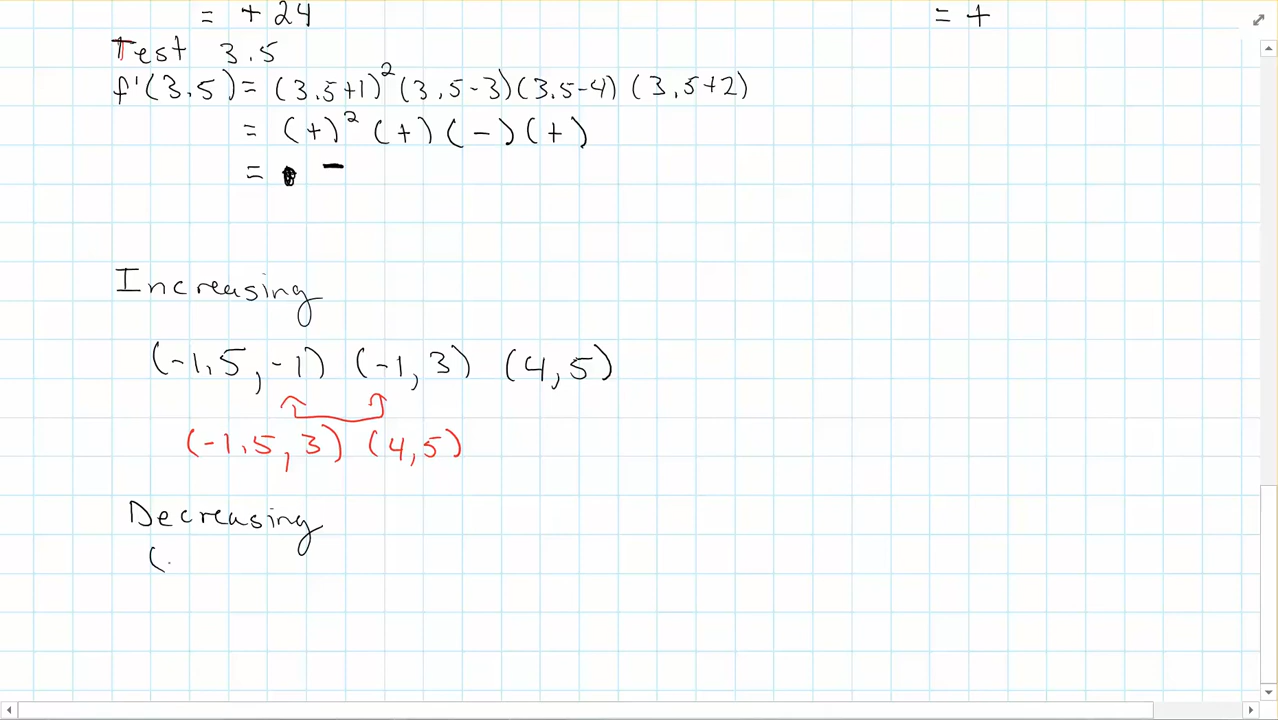 = + 24
= +
Test 3.5
f'(3.5) = (3.5+1)² (3.5-3)(3.5-4) (3.5+2)
= (+)² (+) (-) (+)
= -
Increasing
(-1.5, -1) (-1, 3) (4, 5)
(-1.5, 3) (4, 5)
Decreasing
(